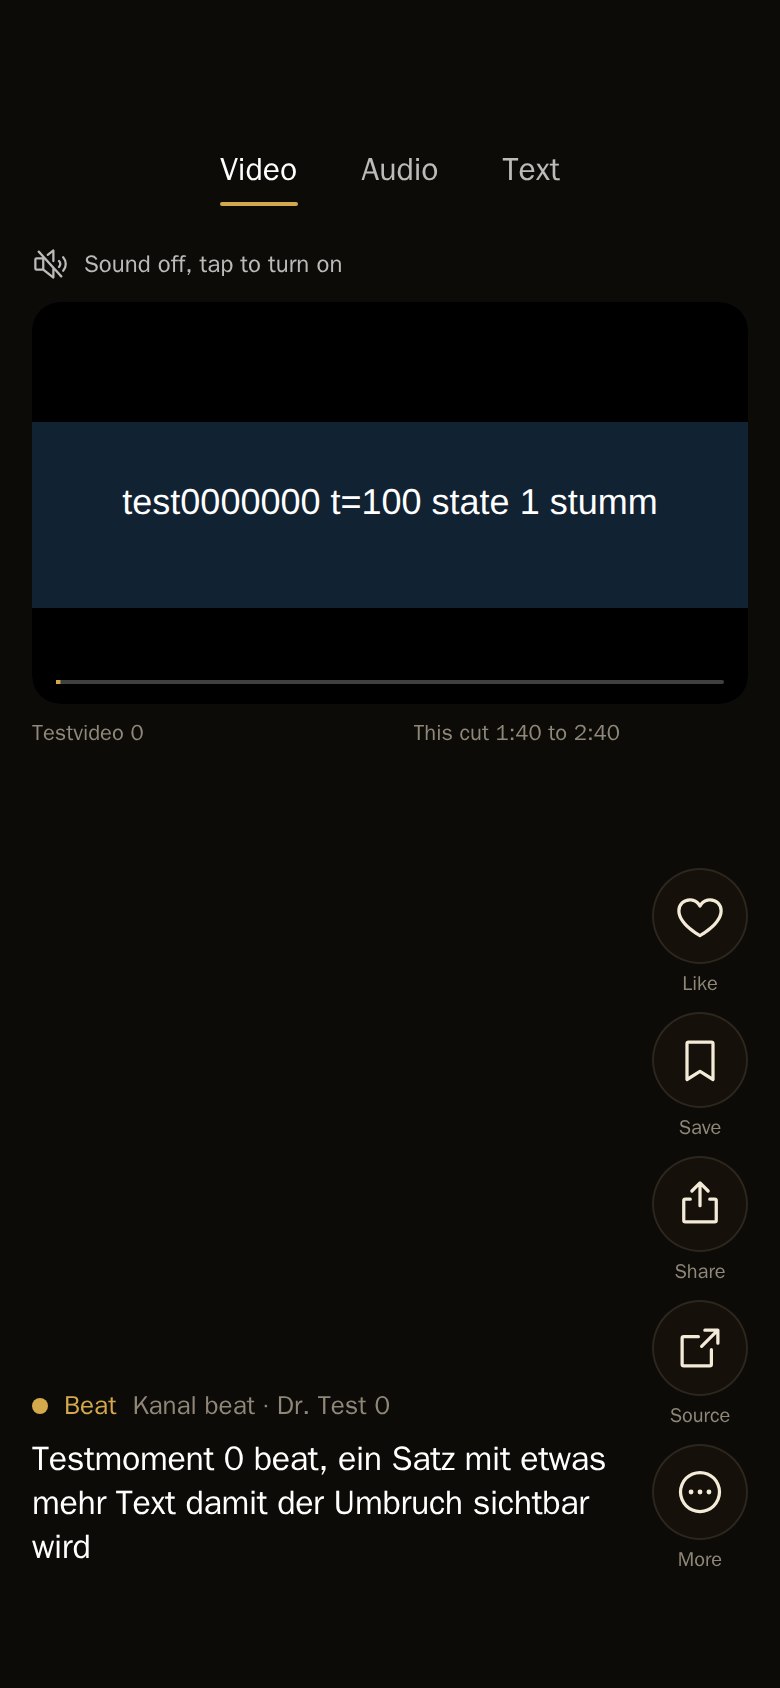 Video Audio Text
Sound off, tap to turn on
test0000000 t=100 state 1 stumm
Testvideo 0 This cut 1:40 to 2:40
Like
Save
Share
Source
Beat Kanal beat · Dr. Test 0
Testmoment 0 beat, ein Satz mit etwas
mehr Text damit der Umbruch sichtbar
wird
More